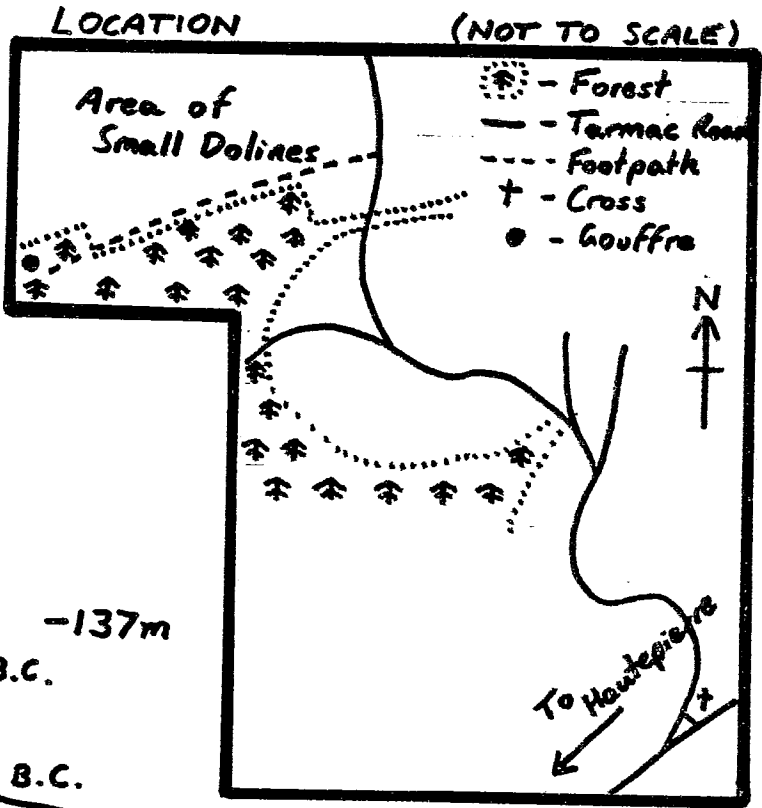 LOCATION (NOT TO SCALE)
Area of
Small Dolines
- Forest
- Tarmac Road
- Footpath
- Cross
- Gouffre
N
-137m
B.C.
To Hautepierre
B.C.